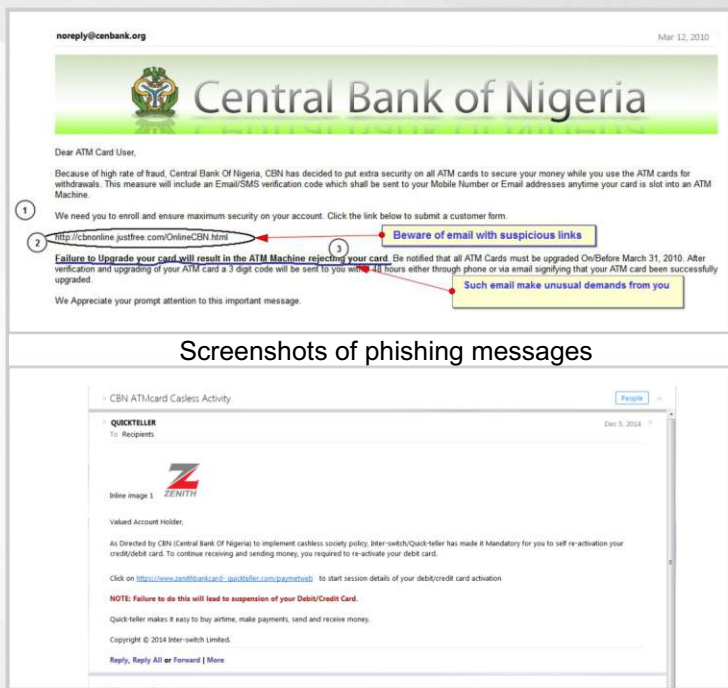 noreply@cenbank.org
Mar 12, 2010
Central Bank of Nigeria
Dear ATM Card User,
Because of high rate of fraud, Central Bank Of Nigeria, CBN has decided to put extra security on all ATM cards to secure your money while you use the ATM cards for
withdrawals. This measure will include an Email/SMS verification code which shall be sent to your Mobile Number or Email addresses anytime your card is slot into an ATM
Machine.
1
We need you to enroll and ensure maximum security on your account. Click the link below to submit a customer form.
2
http://cbnonline.justfree.com/OnlineCBN.html
Beware of email with suspicious links
3
Failure to Upgrade your card will result in the ATM Machine rejecting your card. Be notified that all ATM Cards must be upgraded On/Before March 31, 2010. After
verification and upgrading of your ATM card a 3 digit code will be sent to you within 48 hours either through phone or via email signifying that your ATM card been successfully
upgraded.
Such email make unusual demands from you
We Appreciate your prompt attention to this important message.
Screenshots of phishing messages
CBN ATMcard Casless Activity
People
QUICKTELLER
Dec 5, 2014
To Recipients
Inline image 1
ZENITH
Valued Account Holder,
As Directed by CBN (Central Bank Of Nigeria) to implement cashless society policy, Inter-switch/Quick-teller has made it Mandatory for you to self re-activation your
credit/debit card. To continue receiving and sending money, you required to re-activate your debit card.
Click on https://www.zenithbankcard- quickteller.com/paymetweb to start session details of your debit/credit card activation
NOTE: Failure to do this will lead to suspension of your Debit/Credit Card.
Quick-teller makes it easy to buy airtime, make payments, send and receive money.
Copyright © 2014 Inter-switch Limited.
Reply, Reply All or Forward | More